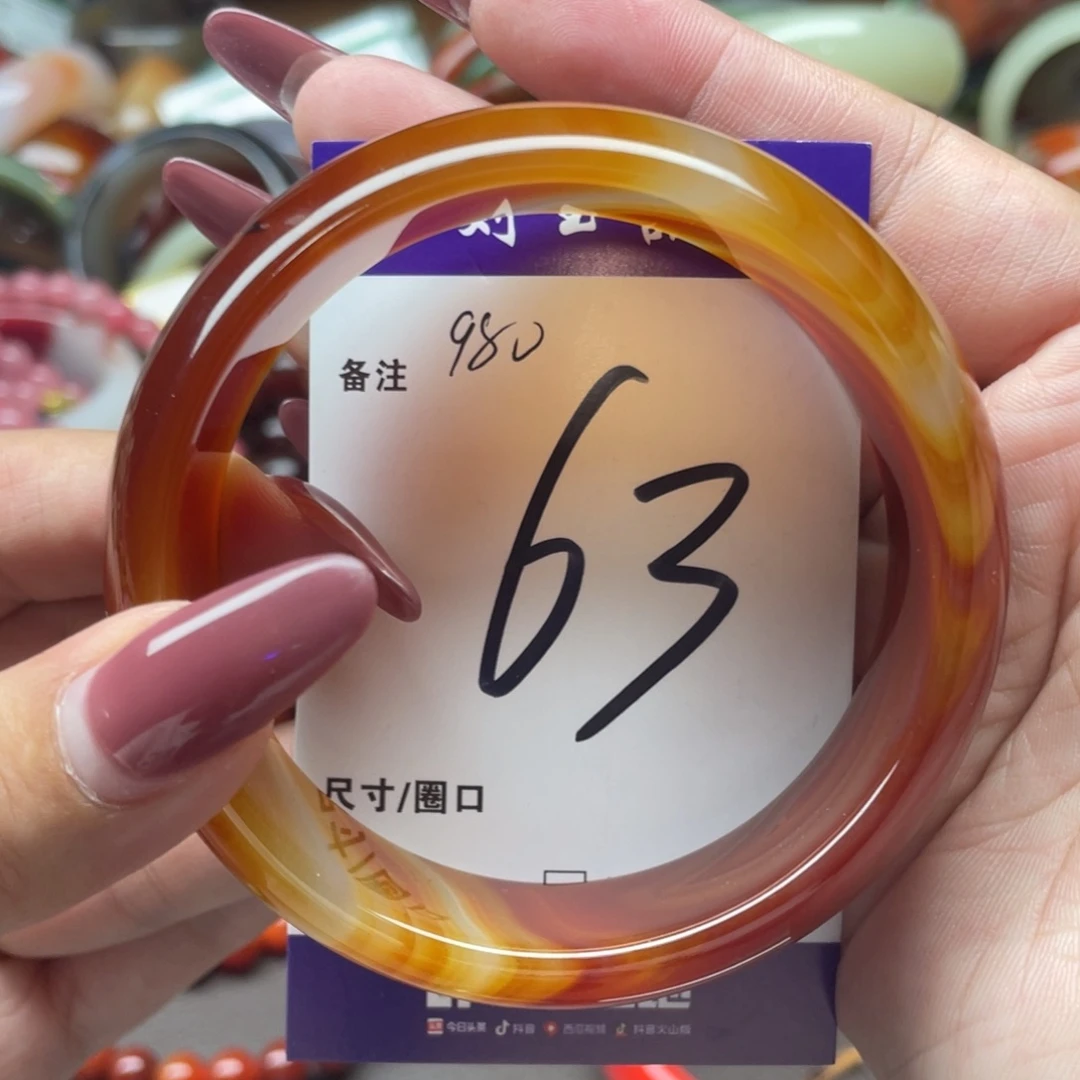 980
备注
63
尺寸/圈口
今日头条 抖音 西瓜视频 抖音火山版